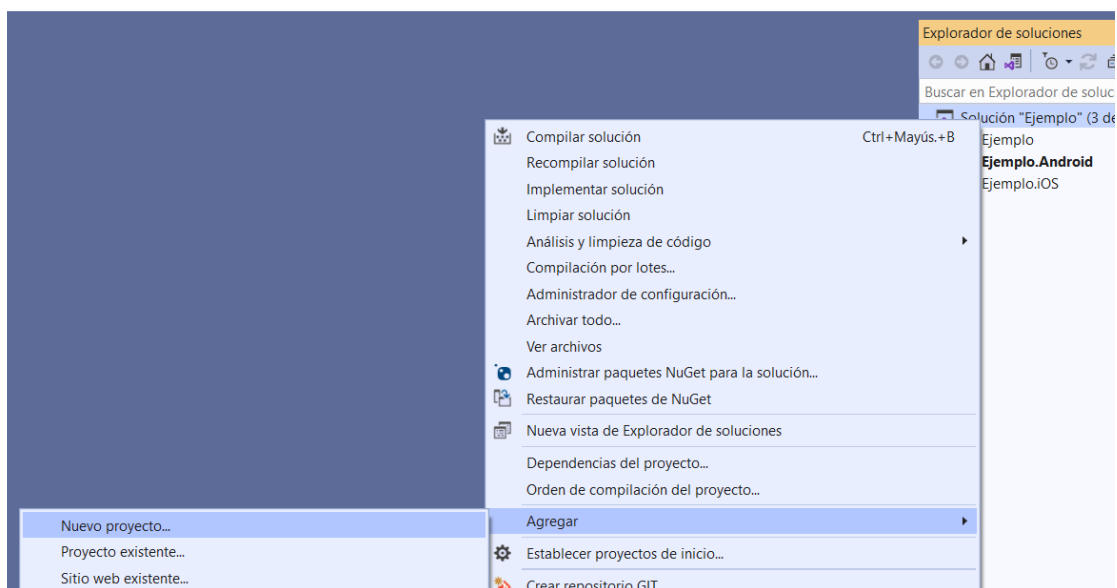 Explorador de soluciones
Buscar en Explorador de soluc
Solución "Ejemplo" (3 de
Ejemplo
Ejemplo.Android
Ejemplo.iOS
Compilar solución Ctrl+Mayús.+B
Recompilar solución
Implementar solución
Limpiar solución
Análisis y limpieza de código
Compilación por lotes...
Administrador de configuración...
Archivar todo...
Ver archivos
Administrar paquetes NuGet para la solución...
Restaurar paquetes de NuGet
Nueva vista de Explorador de soluciones
Dependencias del proyecto...
Orden de compilación del proyecto...
Agregar
Establecer proyectos de inicio...
Crear repositorio GIT
Nuevo proyecto...
Proyecto existente...
Sitio web existente...